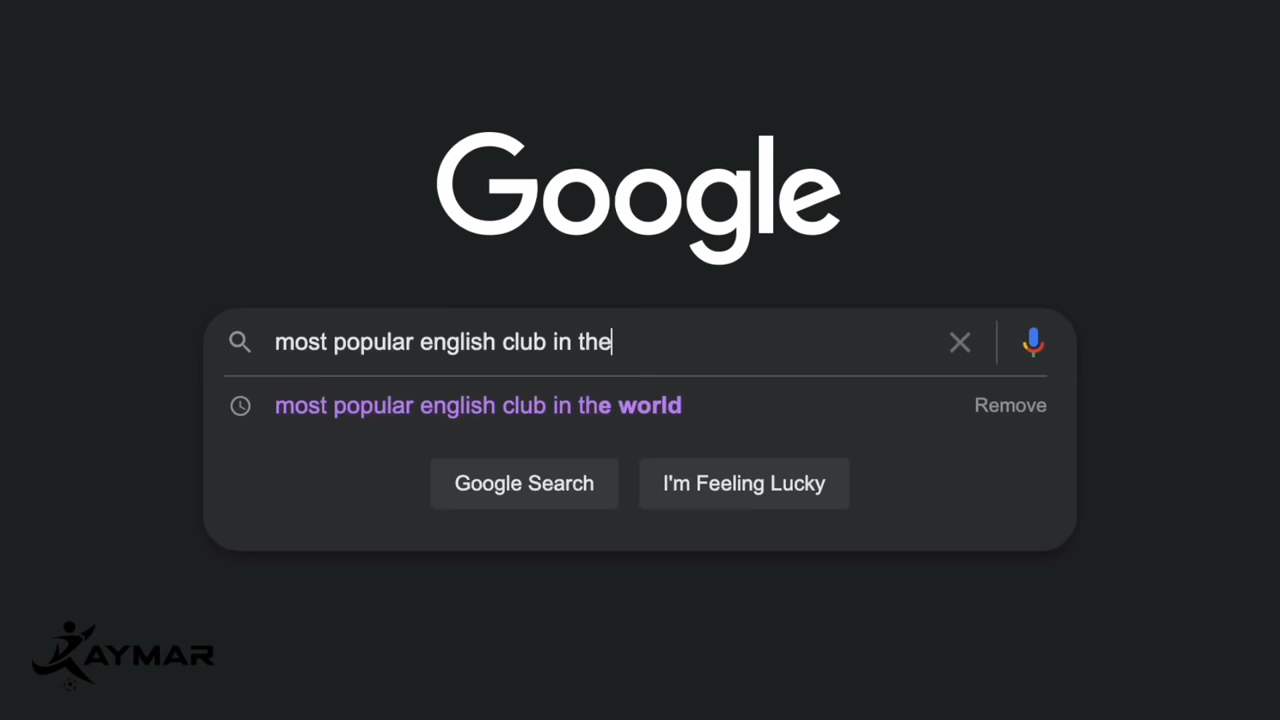 Google
most popular english club in the
most popular english club in the world
Remove
Google Search
I'm Feeling Lucky
KAYMAR